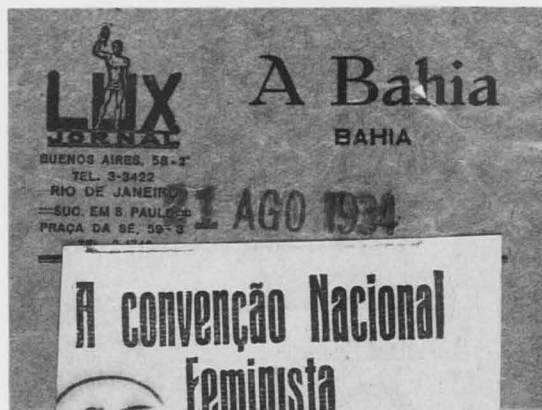 LUX
JORNAL
BUENOS AIRES, 58-2º
TEL. 3-3422
RIO DE JANEIRO
SUC. EM S. PAULO
PRAÇA DA SÉ, 59-3
A Bahia
BAHIA
21 AGO 1934
A convenção Nacional
Feminista